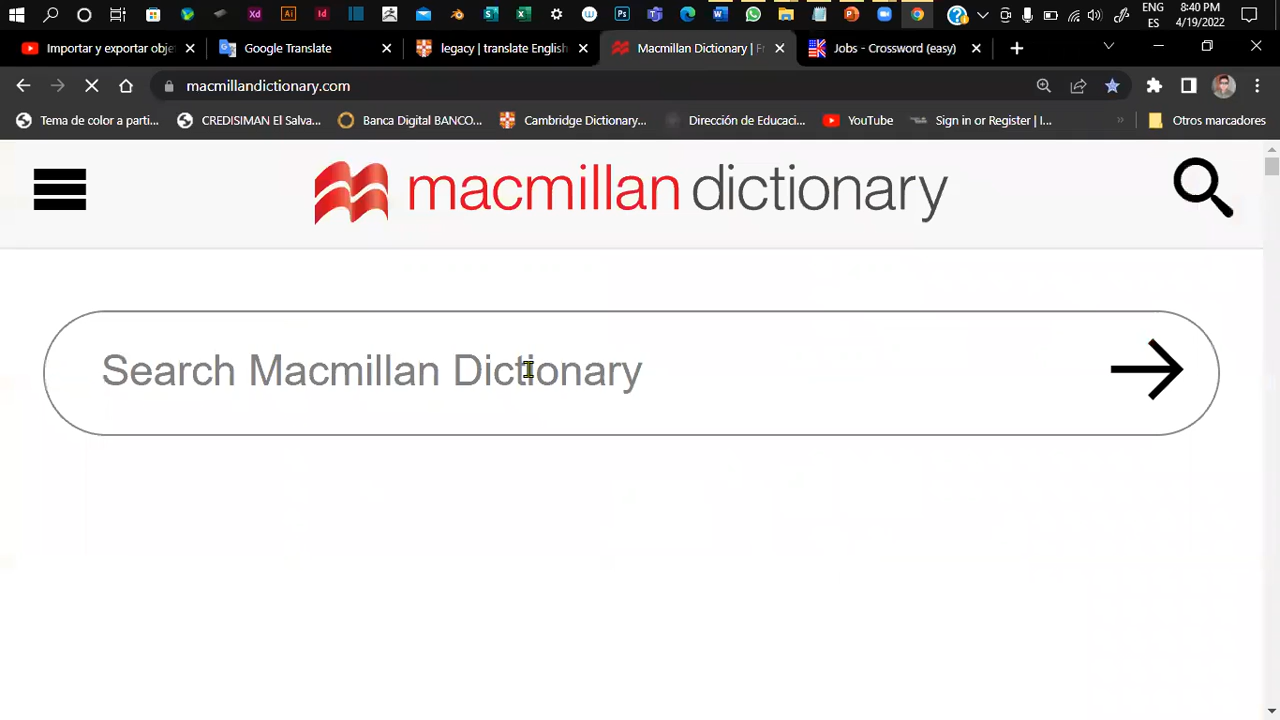 ENG
8:40 PM
ES
4/19/2022
Importar y exportar obje
Google Translate
legacy | translate English
Macmillan Dictionary | Fr
Jobs - Crossword (easy)
macmillandictionary.com
Tema de color a parti...
CREDISIMAN El Salva...
Banca Digital BANCO...
Cambridge Dictionary...
Dirección de Educaci...
YouTube
Sign in or Register | I...
»
Otros marcadores
macmillan dictionary
Search Macmillan Dictionary